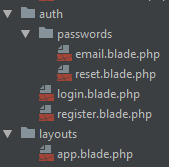 auth
passwords
email.blade.php
reset.blade.php
login.blade.php
register.blade.php
layouts
app.blade.php